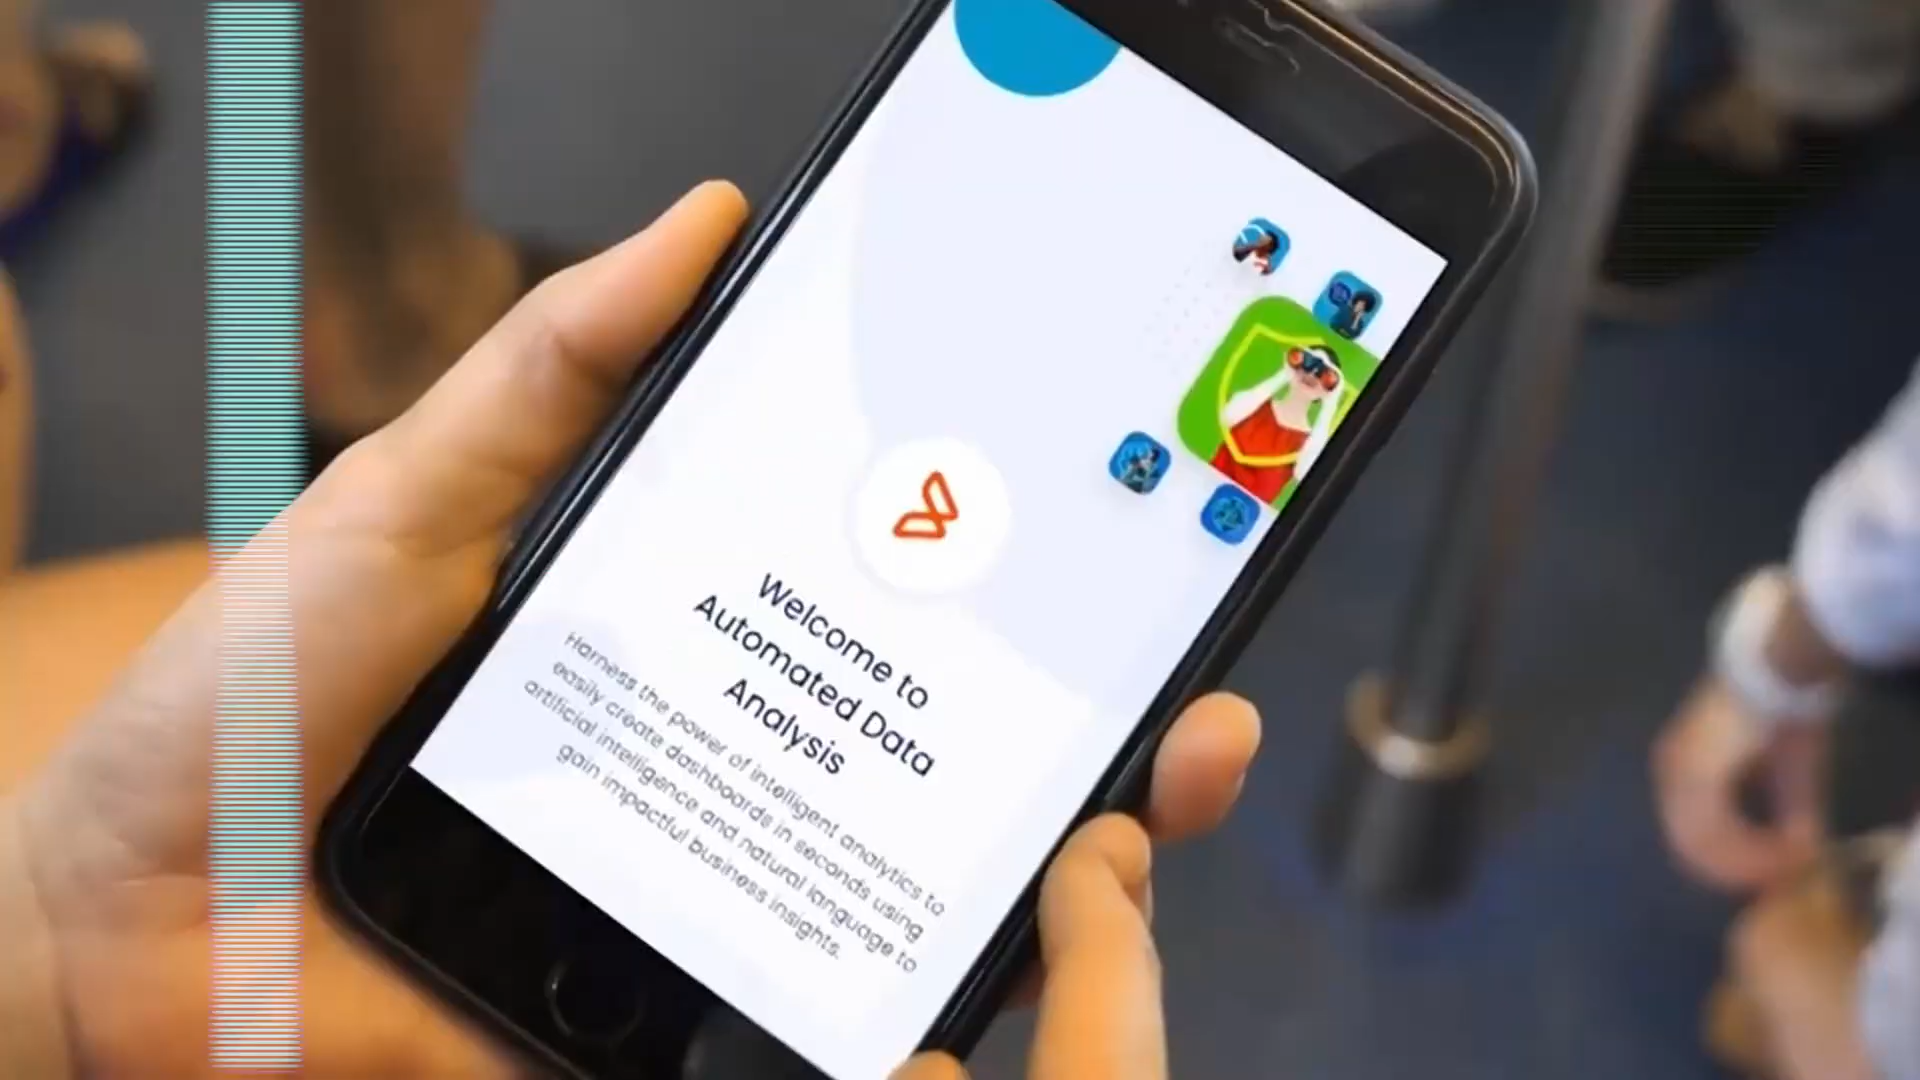 Welcome to
Automated Data
Analysis
Harness the power of intelligent analytics to
easily create dashboards in seconds using
artificial intelligence and natural language to
gain impactful business insights.